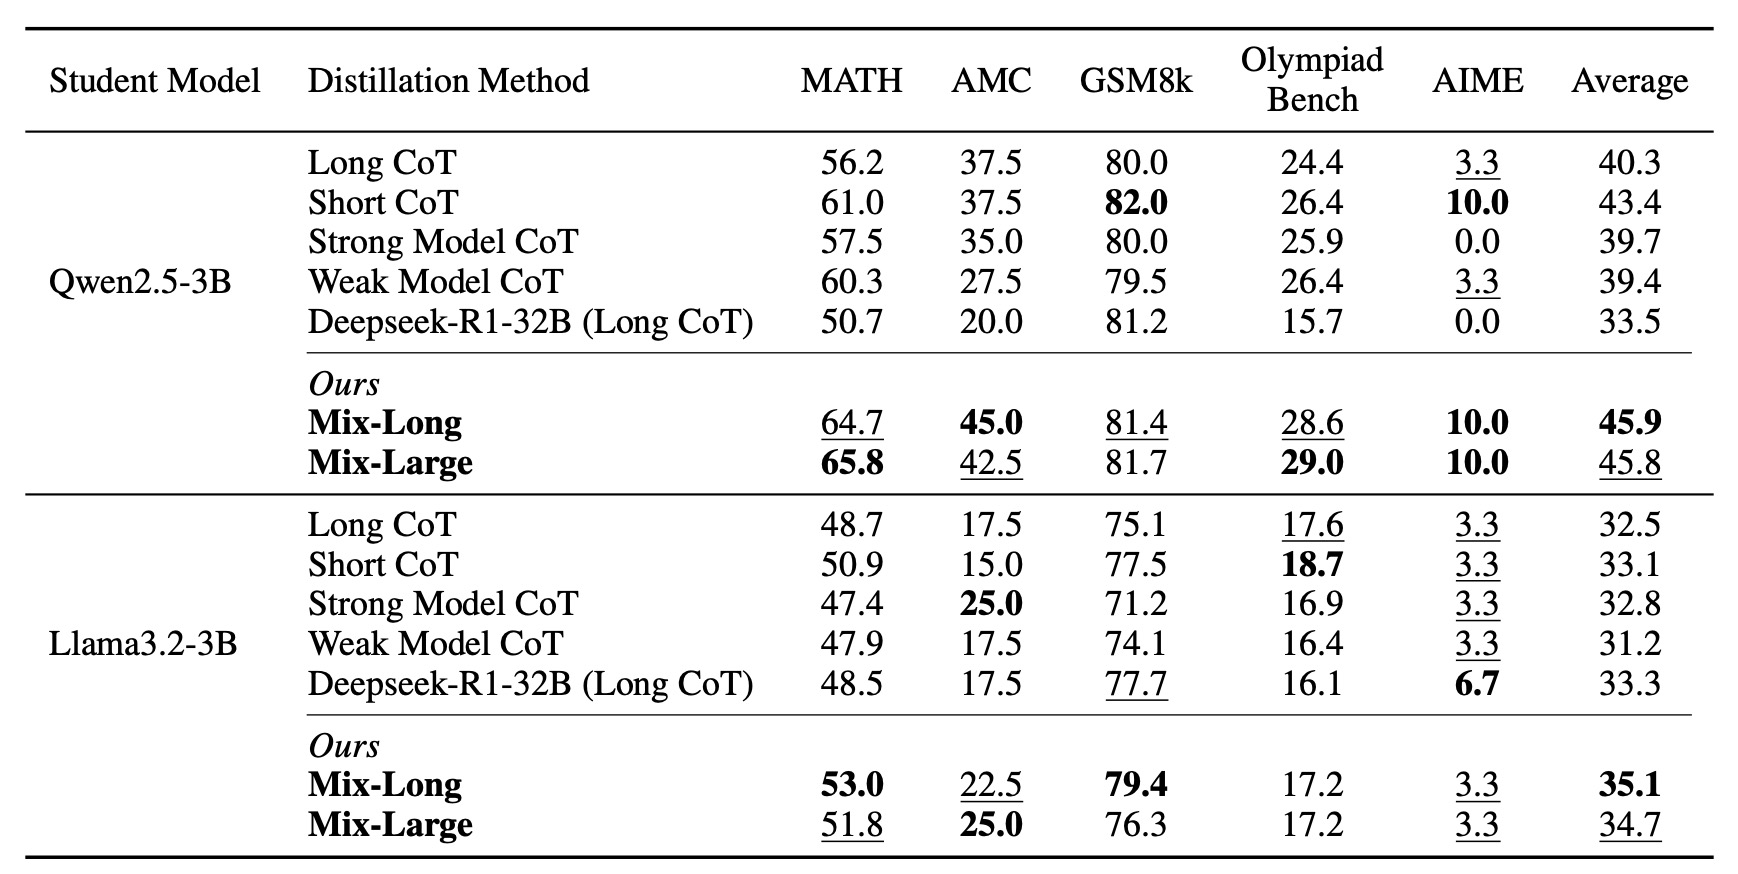 Student Model Distillation Method MATH AMC GSM8k Olympiad Bench AIME Average
Long CoT 56.2 37.5 80.0 24.4 3.3 40.3
Short CoT 61.0 37.5 82.0 26.4 10.0 43.4
Strong Model CoT 57.5 35.0 80.0 25.9 0.0 39.7
Qwen2.5-3B Weak Model CoT 60.3 27.5 79.5 26.4 3.3 39.4
Deepseek-R1-32B (Long CoT) 50.7 20.0 81.2 15.7 0.0 33.5
Ours
Mix-Long 64.7 45.0 81.4 28.6 10.0 45.9
Mix-Large 65.8 42.5 81.7 29.0 10.0 45.8
Long CoT 48.7 17.5 75.1 17.6 3.3 32.5
Short CoT 50.9 15.0 77.5 18.7 3.3 33.1
Strong Model CoT 47.4 25.0 71.2 16.9 3.3 32.8
Llama3.2-3B Weak Model CoT 47.9 17.5 74.1 16.4 3.3 31.2
Deepseek-R1-32B (Long CoT) 48.5 17.5 77.7 16.1 6.7 33.3
Ours
Mix-Long 53.0 22.5 79.4 17.2 3.3 35.1
Mix-Large 51.8 25.0 76.3 17.2 3.3 34.7